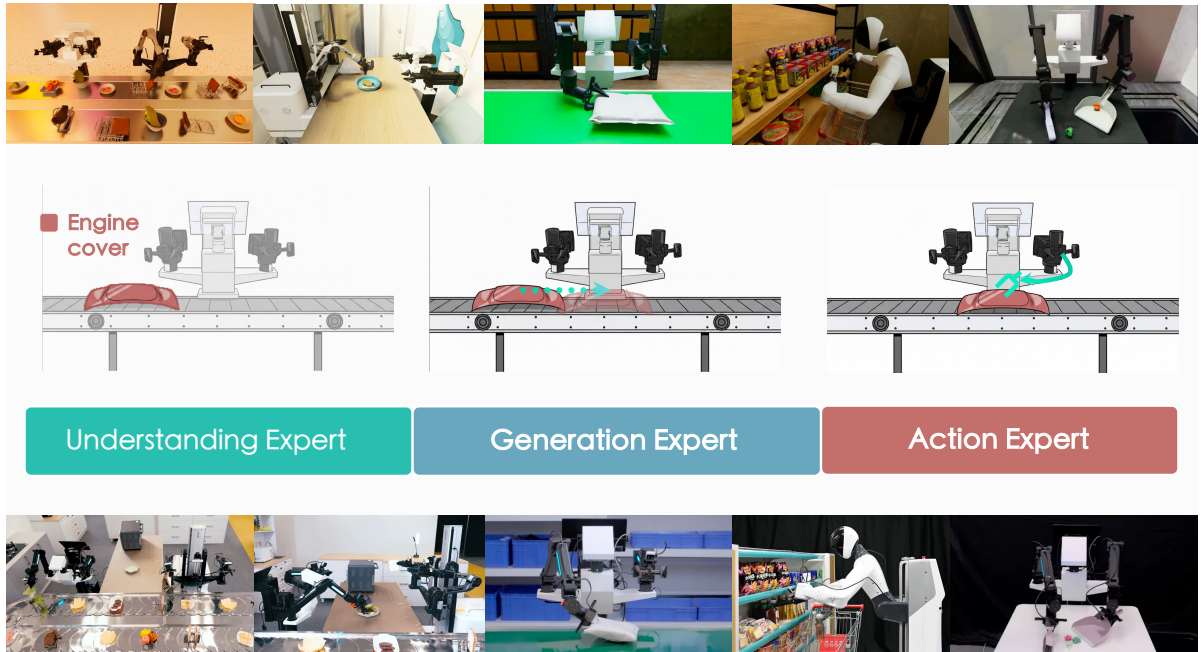 Engine
cover
Understanding Expert
Generation Expert
Action Expert